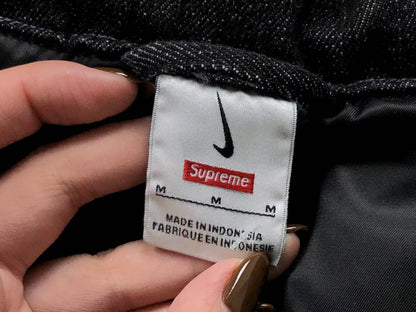 Supreme
M M M
MADE IN INDONESIA
FABRIQUE EN INDONESIE